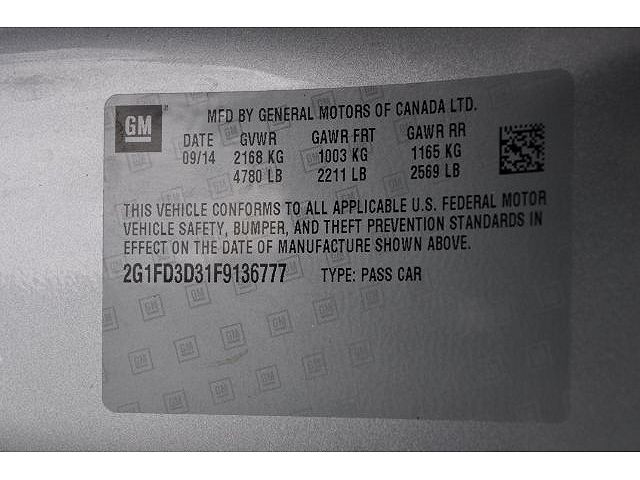 GM
MFD BY GENERAL MOTORS OF CANADA LTD.
DATE GVWR GAWR FRT GAWR RR
09/14 2168 KG 1003 KG 1165 KG
4780 LB 2211 LB 2569 LB
THIS VEHICLE CONFORMS TO ALL APPLICABLE U.S. FEDERAL MOTOR
VEHICLE SAFETY, BUMPER, AND THEFT PREVENTION STANDARDS IN
EFFECT ON THE DATE OF MANUFACTURE SHOWN ABOVE.
2G1FD3D31F9136777 TYPE: PASS CAR